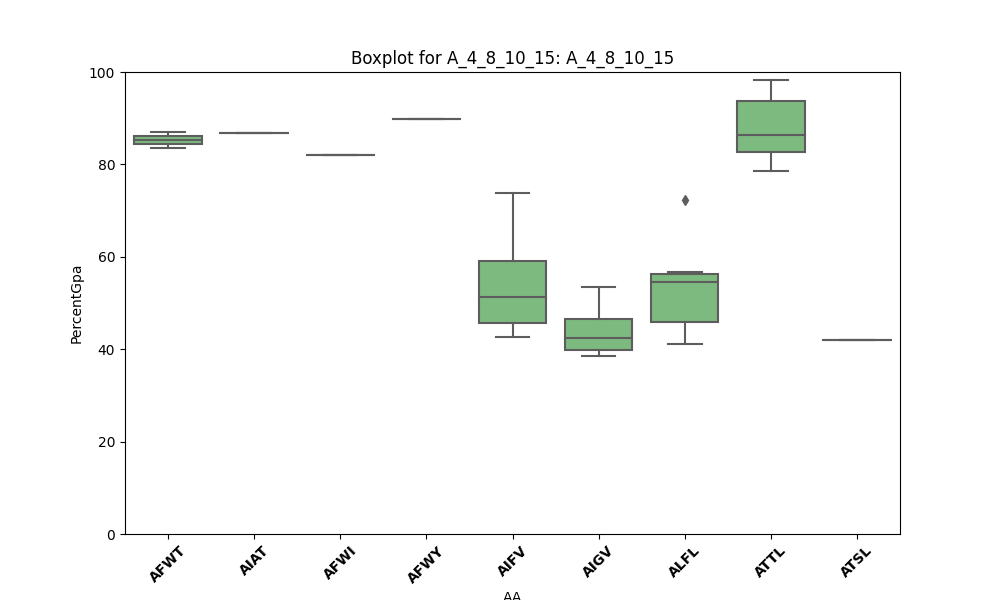 Boxplot for A_4_8_10_15: A_4_8_10_15
100
80
60
40
20
0
PercentGpa
AFWT
AIAT
AFWI
AFWY
AIFV
AIGV
ALFL
ATTL
ATSL
AA